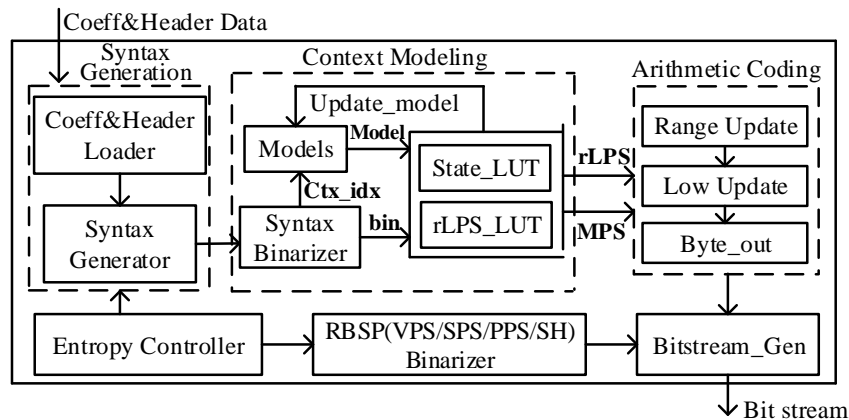 Coeff&Header Data
Syntax
Generation
Context Modeling
Arithmetic Coding
Coeff&Header
Loader
Update_model
Model
Models
Range Update
State_LUT
rLPS
Ctx_idx
Low Update
Syntax
Generator
Syntax
Binarizer
bin
rLPS_LUT
MPS
Byte_out
Entropy Controller
RBSP(VPS/SPS/PPS/SH)
Binarizer
Bitstream_Gen
Bit stream